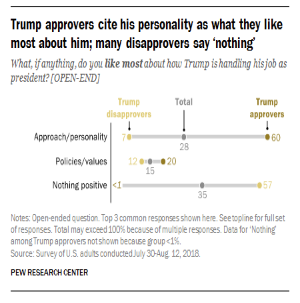 Trump approvers cite his personality as what they like
most about him; many disapprovers say 'nothing'
What, if anything, do you like most about how Trump is handling his job as
president? [OPEN-END]
Trump disapprovers
Total
Trump approvers
Approach/personality 7 28 60
Policies/values 12 15 20
Nothing positive <1 35 57
Notes: Open-ended question. Top 3 common responses shown here. See topline for full set
of responses. Total may exceed 100% because of multiple responses. Data for 'Nothing'
among Trump approvers not shown because group <1%.
Source: Survey of U.S. adults conducted July 30-Aug. 12, 2018.
PEW RESEARCH CENTER